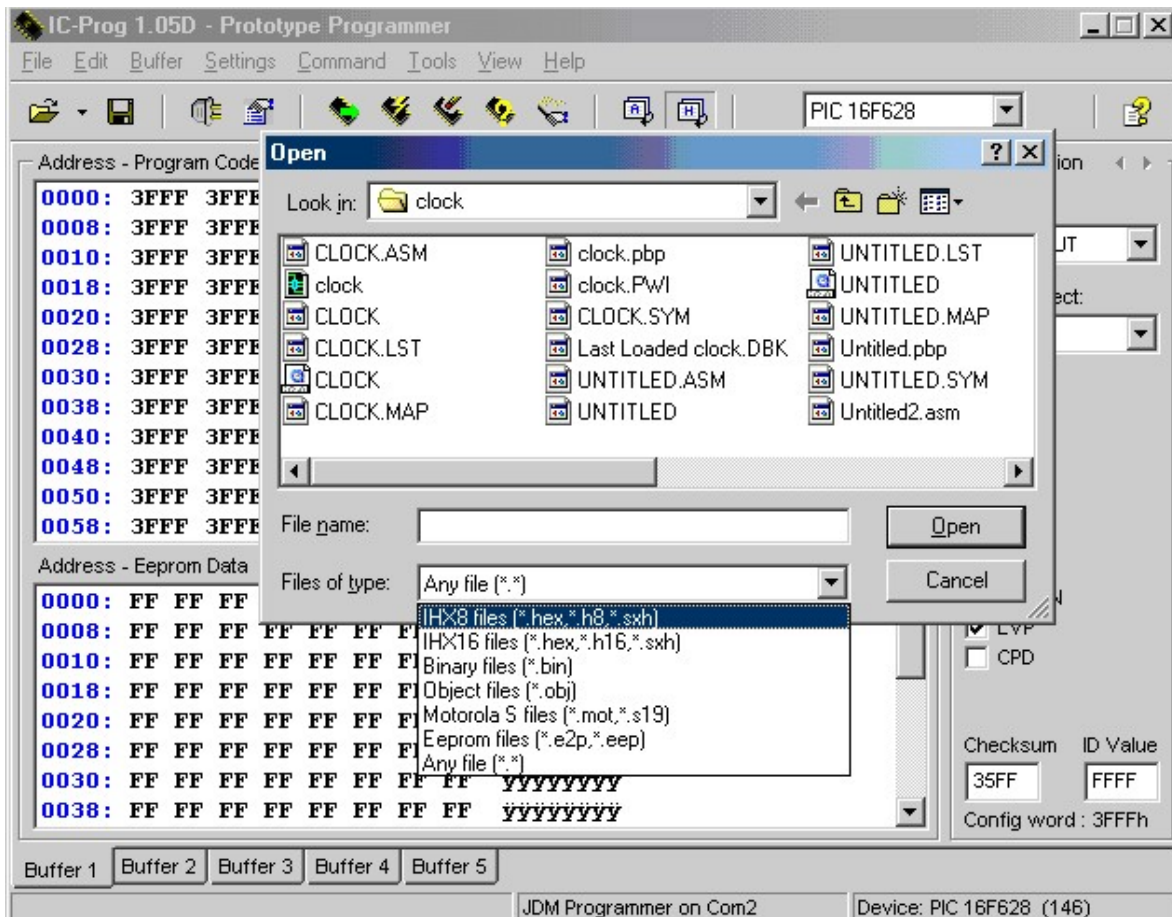 IC-Prog 1.05D - Prototype Programmer
File Edit Buffer Settings Command Tools View Help
PIC 16F628
Address - Program Code
0000: 3FFF 3FFF
0008: 3FFF 3FFF
0010: 3FFF 3FFF
0018: 3FFF 3FFF
0020: 3FFF 3FFF
0028: 3FFF 3FFF
0030: 3FFF 3FFF
0038: 3FFF 3FFF
0040: 3FFF 3FFF
0048: 3FFF 3FFF
0050: 3FFF 3FFF
0058: 3FFF 3FFF
Open
Look in: clock
CLOCK.ASM
clock
CLOCK
CLOCK.LST
CLOCK
CLOCK.MAP
clock.pbp
clock.PWI
CLOCK.SYM
Last Loaded clock.DBK
UNTITLED.ASM
UNTITLED
UNTITLED.LST
UNTITLED
UNTITLED.MAP
Untitled.pbp
UNTITLED.SYM
Untitled2.asm
File name:
Open
Files of type: Any file (*.*)
Cancel
IHX8 files (*.hex,*.h8,*.sxh)
IHX16 files (*.hex,*.h16,*.sxh)
Binary files (*.bin)
Object files (*.obj)
Motorola S files (*.mot,*.s19)
Eeprom files (*.e2p,*.eep)
Any file (*.*)
Address - Eeprom Data
0000: FF FF FF
0008: FF FF FF FF FF FF FF
0010: FF FF FF FF FF FF FF
0018: FF FF FF FF FF FF FF
0020: FF FF FF FF FF FF FF
0028: FF FF FF FF FF FF FF
0030: FF FF FF FF FF FF FF FF ÿÿÿÿÿÿÿÿ
0038: FF FF FF FF FF FF FF FF ÿÿÿÿÿÿÿÿ
LVP
CPD
Checksum ID Value
35FF FFFF
Config word : 3FFFh
Buffer 1 Buffer 2 Buffer 3 Buffer 4 Buffer 5
JDM Programmer on Com2 Device: PIC 16F628 (146)